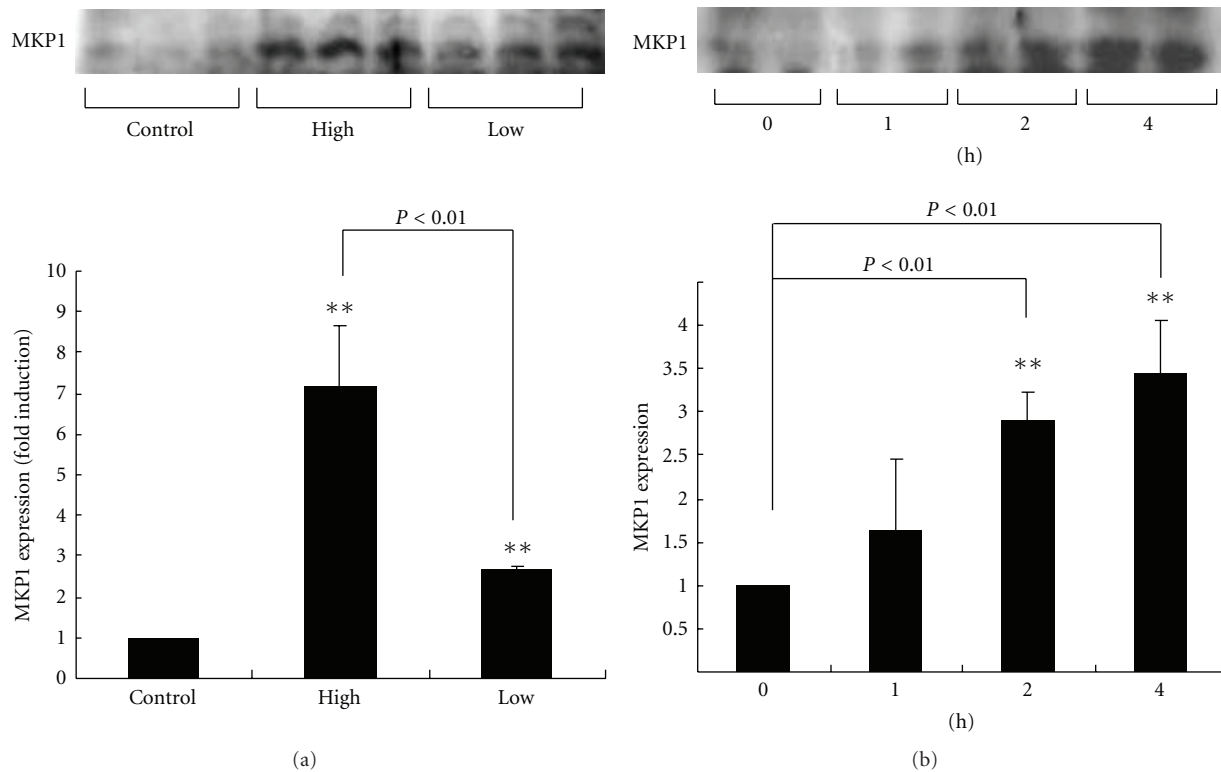 MKP1
Control High Low
P < 0.01
10
9
8
7
6
5
4
3
2
1
0
MKP1 expression (fold induction)
**
**
Control High Low
(a)
MKP1
0 1 2 4
(h)
P < 0.01
P < 0.01
4
3.5
3
2.5
2
1.5
1
0.5
MKP1 expression
**
**
0 1 2 4
(h)
(b)